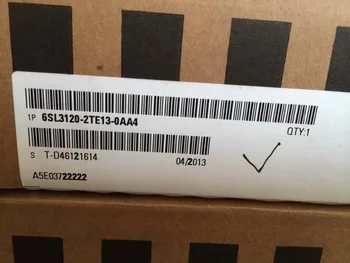 1P 6SL3120-2TE13-0AA4
QTY:1
S T-D46121614 04/2013
A5E03722222